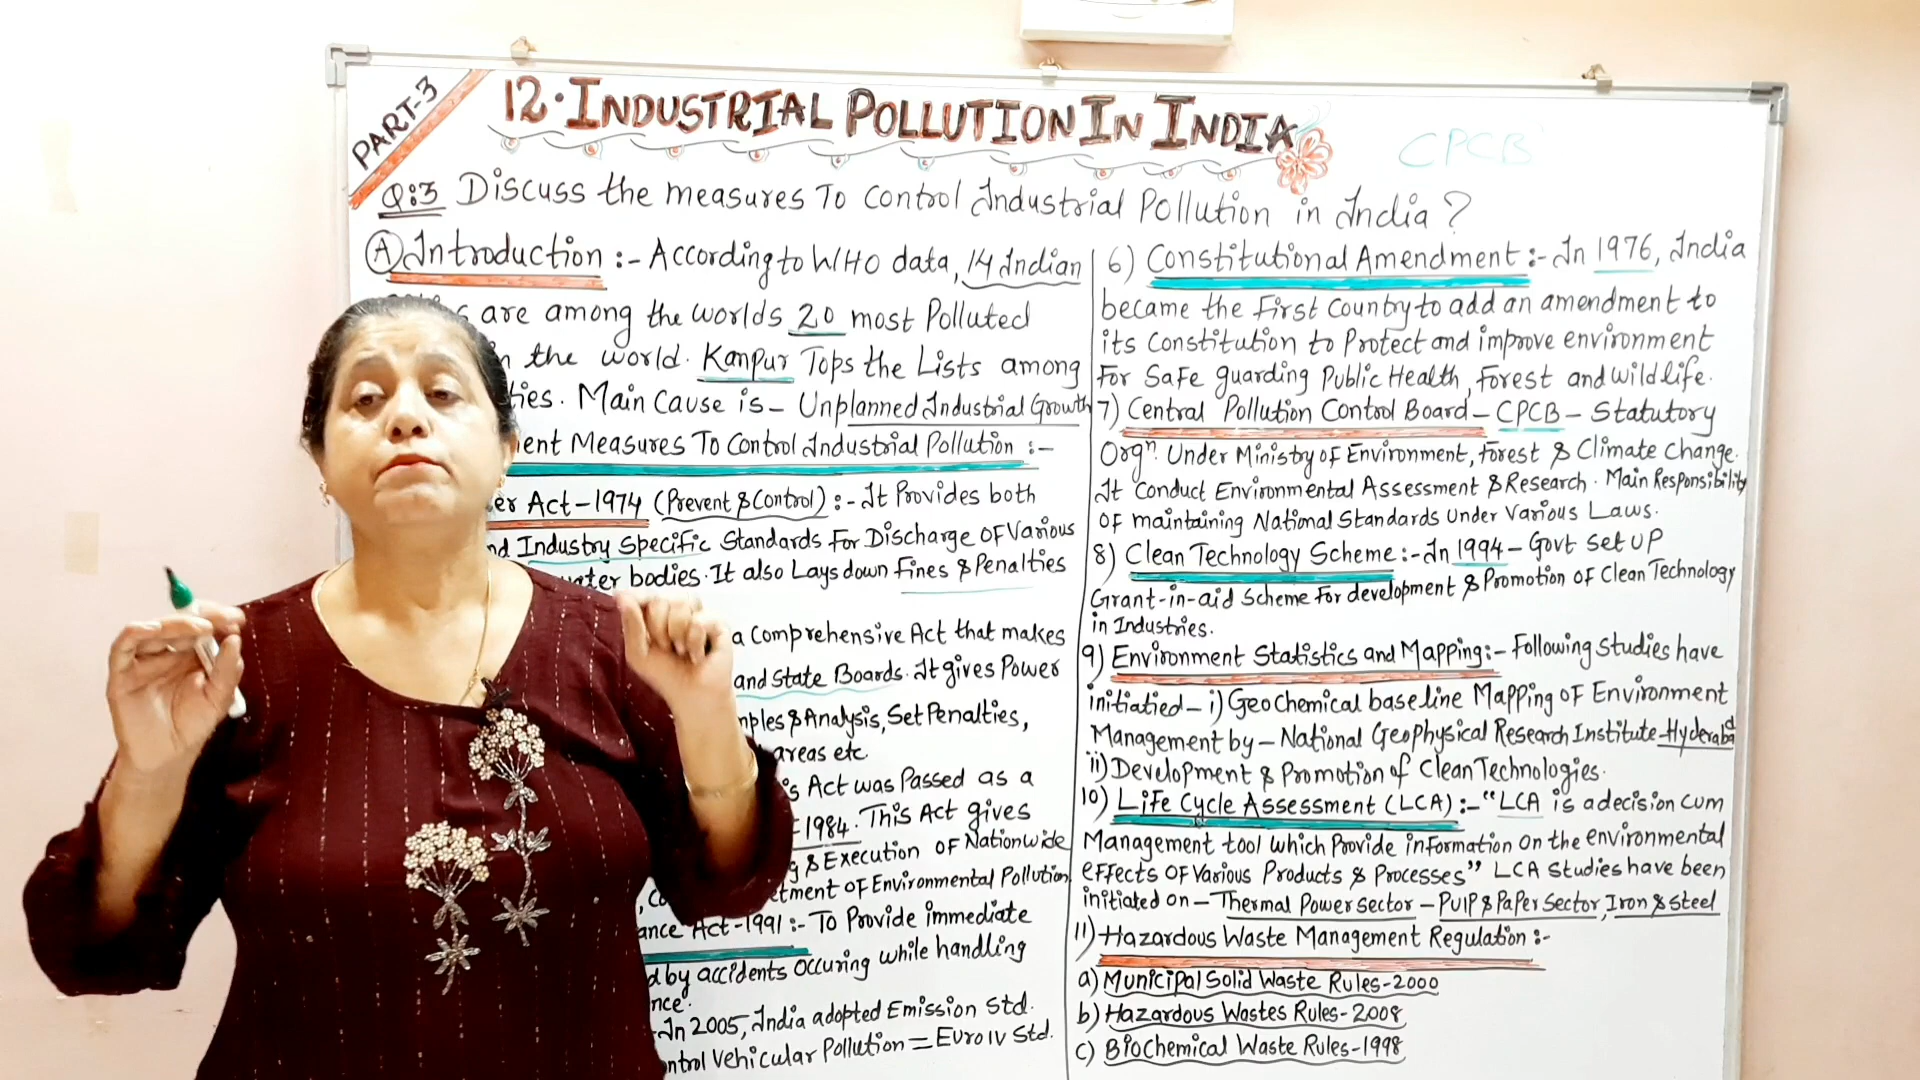 PART-3
12. INDUSTRIAL POLLUTION IN INDIA
CPCB
Q:3 Discuss the measures To Control Industrial Pollution in India?
(A) Introduction :- According to WHO data, 14 Indian
are among the worlds 20 most Polluted
the world. Kanpur Tops the Lists among
Main Cause is - Unplanned Industrial Growth
Measures To Control Industrial Pollution :-
Act-1974 (Prevent & Control) :- It Provides both
Industry Specific Standards For Discharge Of Various
bodies. It also Lays down Fines & Penalties
a Comprehensive Act that makes
and State Boards. It gives Power
& Analysis, Set Penalties,
areas etc
Act was Passed as a
1984. This Act gives
& Execution Of Nationwide
Of Environmental Pollution
Act-1991 :- To Provide immediate
by accidents Occuring while handling
In 2005, India adopted Emission Std.
Vehicular Pollution = Euro IV Std.
6) Constitutional Amendment :- In 1976, India
became the First Country to add an amendment to
its Constitution to Protect and improve environment
For Safe guarding Public Health, Forest and wildlife.
7) Central Pollution Control Board - CPCB - Statutory
Orgn. Under Ministry of Environment, Forest & Climate Change.
It Conduct Environmental Assessment & Research. Main Responsibility
Of maintaining National Standards Under Various Laws.
8) Clean Technology Scheme :- In 1994 - Govt set UP
Grant-in-aid Scheme For development & Promotion Of Clean Technology
in Industries.
9) Environment Statistics and Mapping :- Following Studies have
initiatied - i) GeoChemical baseline Mapping OF Environment
Management by - National Geophysical Research Institute - Hyderabad
ii) Development & Promotion of Clean Technologies.
10) Life Cycle Assessment (LCA) :- "LCA is a decision cum
Management tool which Provide information On the environmental
effects Of Various Products & Processes" LCA Studies have been
initiated on - Thermal Power Sector - Pulp & Paper Sector, Iron & Steel
11) Hazardous Waste Management Regulation :-
a) Municipal Solid Waste Rules-2000
b) Hazardous Wastes Rules-2008
c) Biochemical Waste Rules-1998